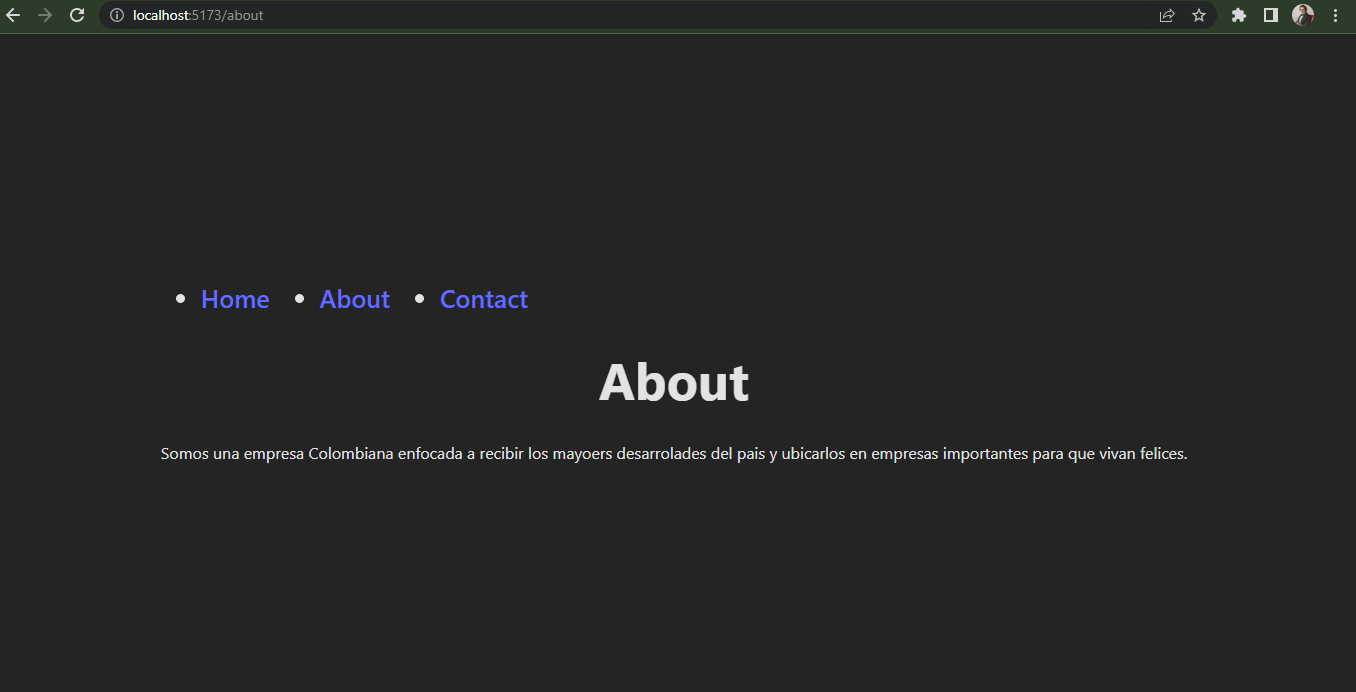 localhost:5173/about
Home About Contact
About
Somos una empresa Colombiana enfocada a recibir los mayoers desarrolades del pais y ubicarlos en empresas importantes para que vivan felices.